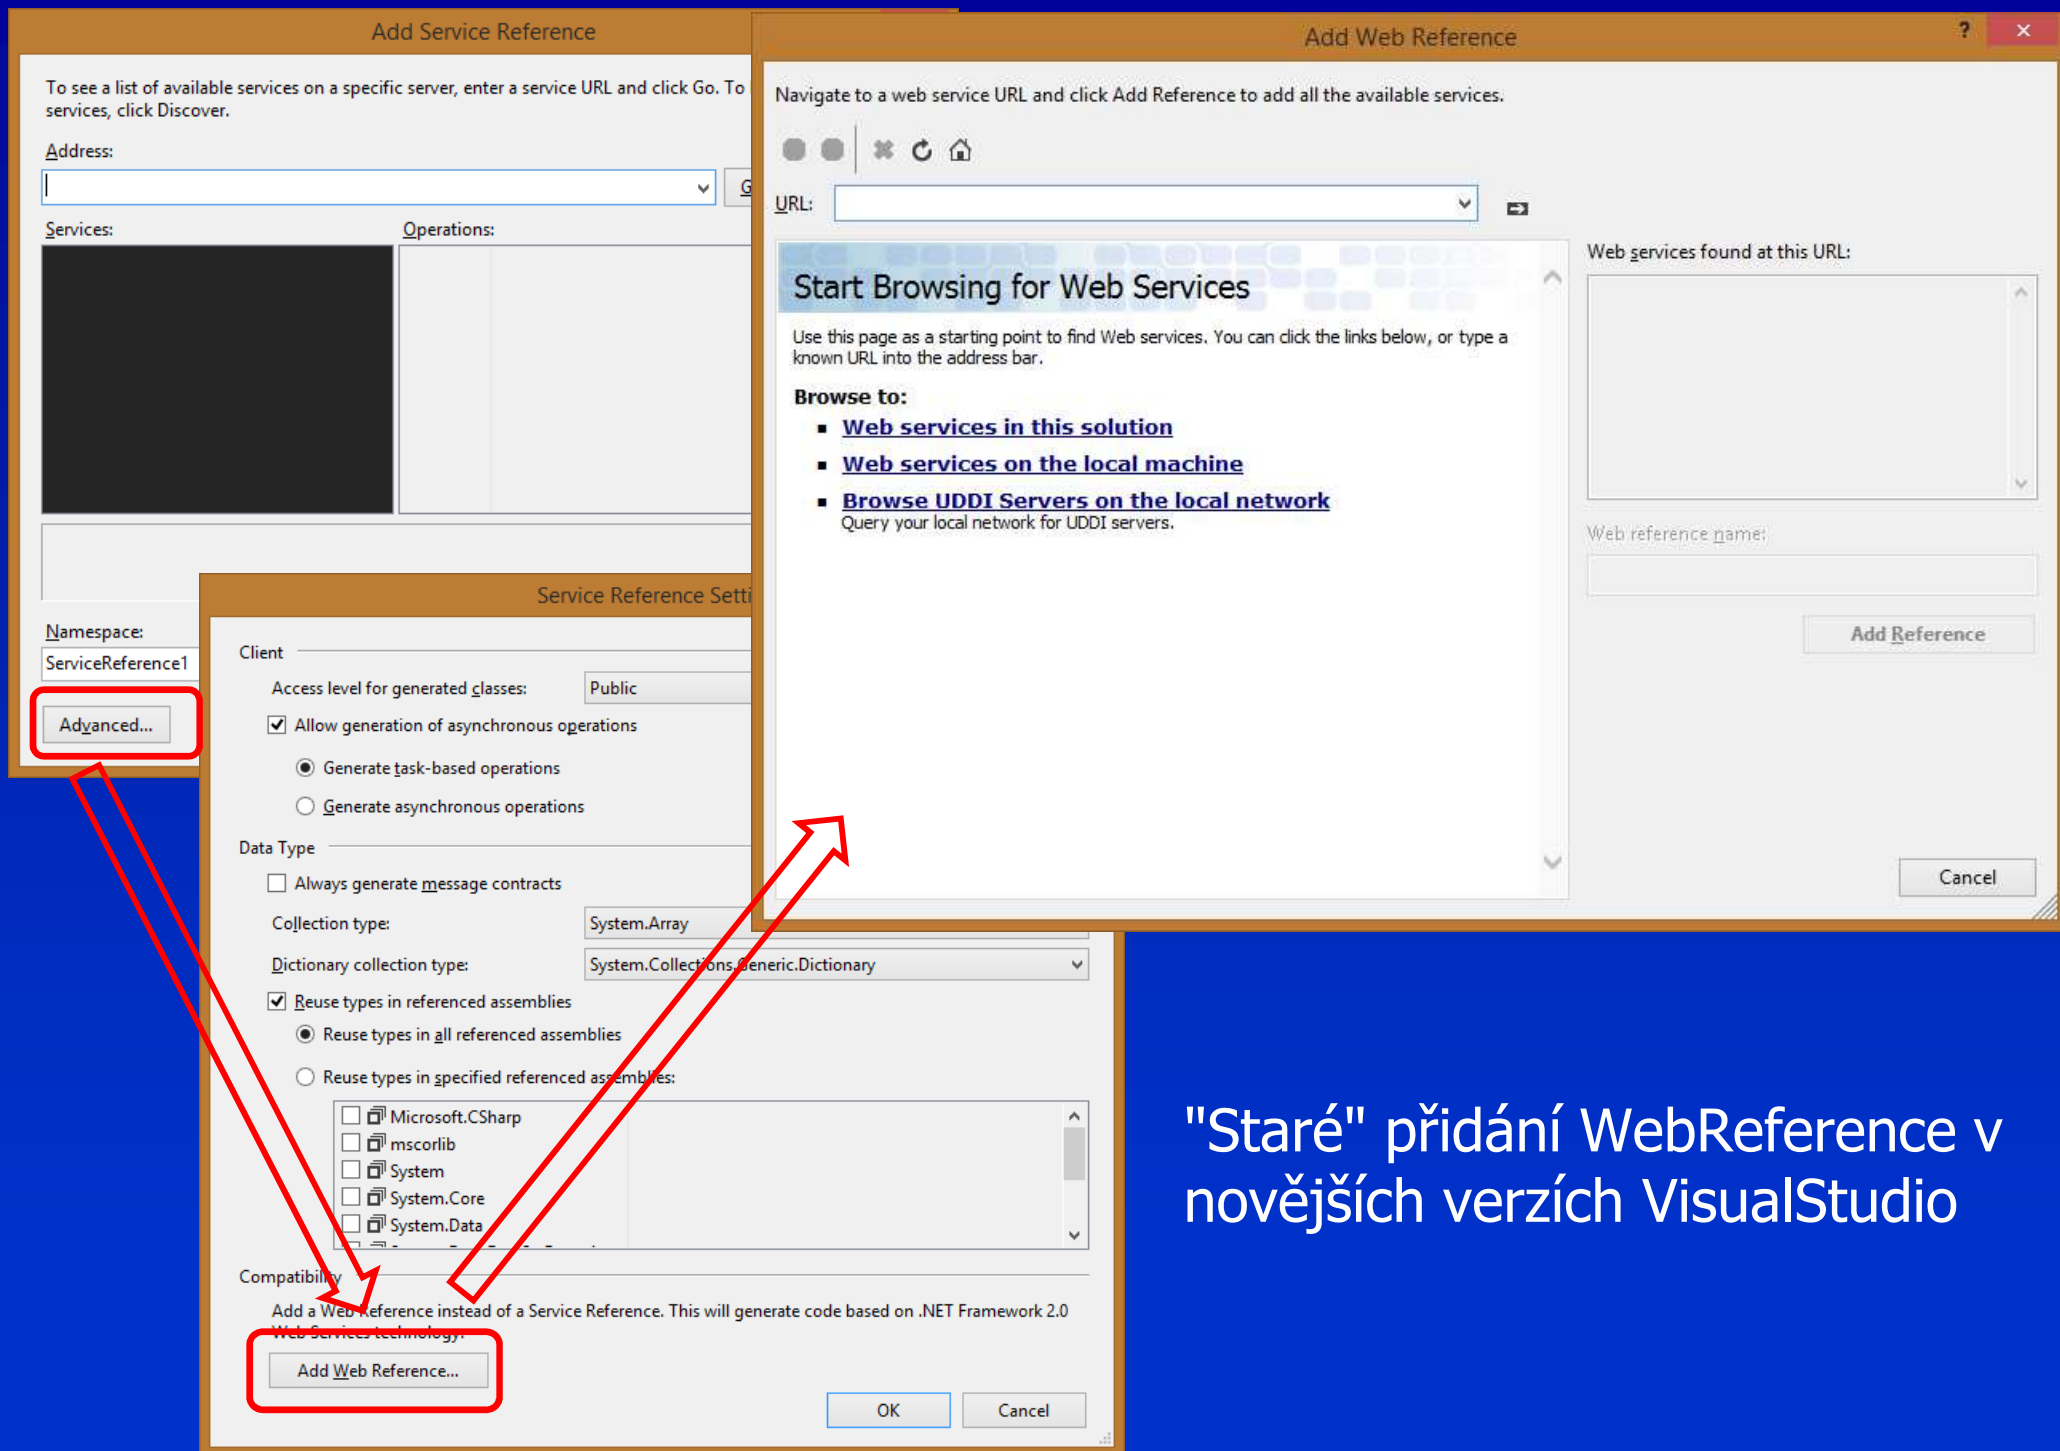 Add Service Reference
To see a list of available services on a specific server, enter a service URL and click Go. To
services, click Discover.
Address:
G
Services:
Operations:
Namespace:
ServiceReference1
Advanced...
Service Reference Setti
Client
Access level for generated classes:
Public
Allow generation of asynchronous operations
Generate task-based operations
Generate asynchronous operations
Data Type
Always generate message contracts
Collection type:
System.Array
Dictionary collection type:
System.Collections.Generic.Dictionary
Reuse types in referenced assemblies
Reuse types in all referenced assemblies
Reuse types in specified referenced assemblies:
Microsoft.CSharp
mscorlib
System
System.Core
System.Data
Compatibility
Add a Web Reference instead of a Service Reference. This will generate code based on .NET Framework 2.0
Web Services technology.
Add Web Reference...
OK
Cancel
Add Web Reference
?
Navigate to a web service URL and click Add Reference to add all the available services.
URL:
Start Browsing for Web Services
Use this page as a starting point to find Web services. You can click the links below, or type a
known URL into the address bar.
Browse to:
Web services in this solution
Web services on the local machine
Browse UDDI Servers on the local network
Query your local network for UDDI servers.
Web services found at this URL:
Web reference name:
Add Reference
Cancel
"Staré" přidání WebReference v
novějších verzích VisualStudio